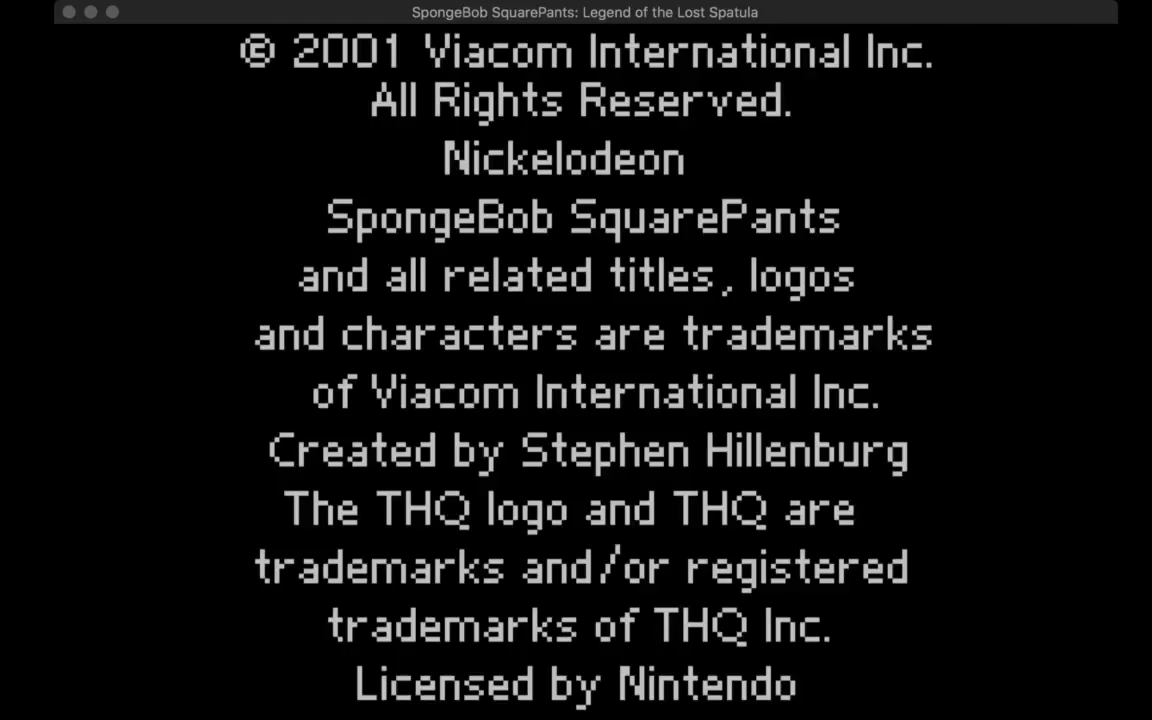 SpongeBob SquarePants: Legend of the Lost Spatula
© 2001 Viacom International Inc.
All Rights Reserved.
Nickelodeon
SpongeBob SquarePants
and all related titles, logos
and characters are trademarks
of Viacom International Inc.
Created by Stephen Hillenburg
The THQ logo and THQ are
trademarks and/or registered
trademarks of THQ Inc.
Licensed by Nintendo